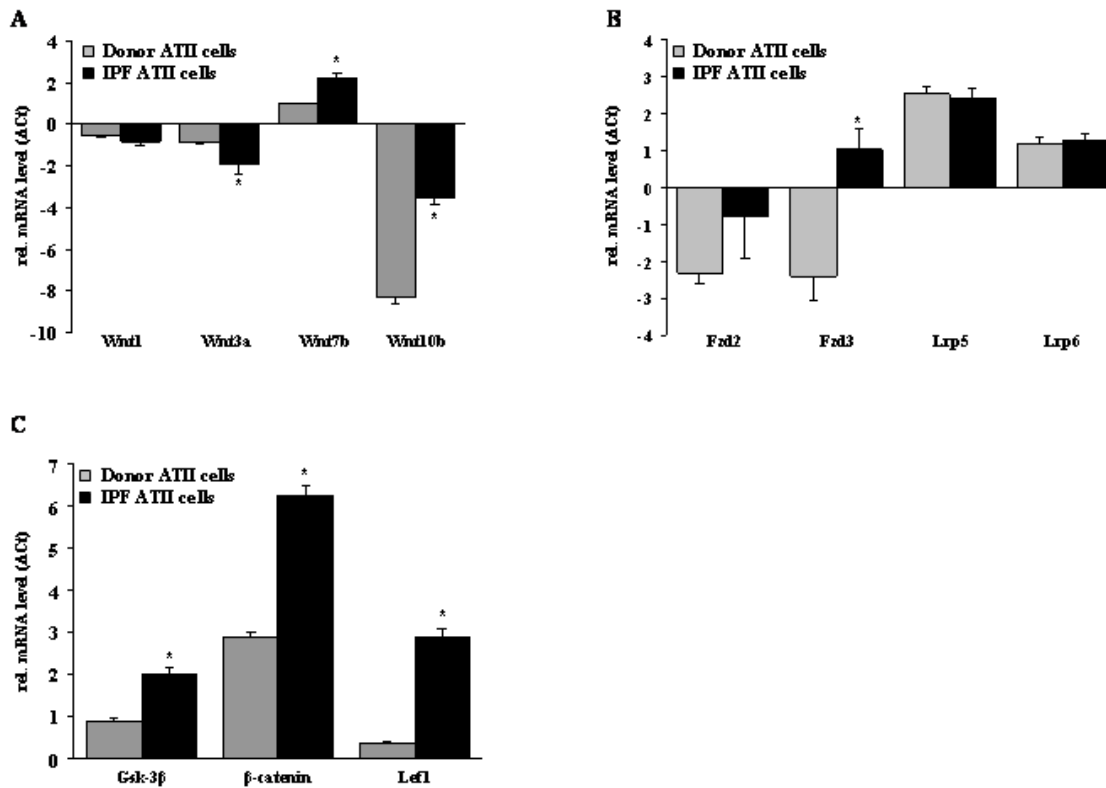 A
Donor ATII cells
IPF ATII cells
rel. mRNA level (ΔCt)
4
2
0
-2
-4
-6
-8
-10
*
*
*
Wnt1 Wnt3a Wnt7b Wnt10b
B
Donor ATII cells
IPF ATII cells
rel. mRNA level (ΔCt)
4
3
2
1
0
-1
-2
-3
-4
*
Fzd2 Fzd3 Lrp5 Lrp6
C
Donor ATII cells
IPF ATII cells
rel. mRNA level (ΔCt)
7
6
5
4
3
2
1
0
*
*
*
Gsk-3β β-catenin Lef1